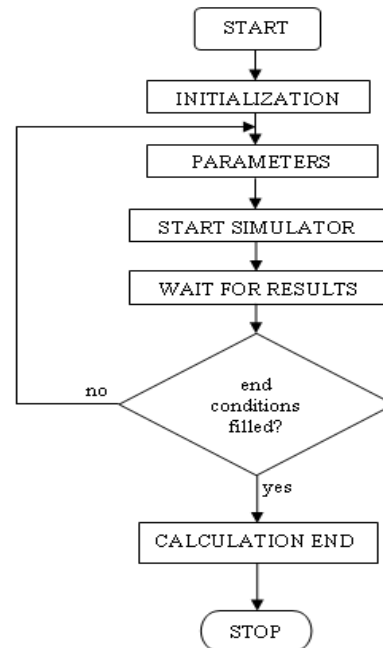 START
INITIALIZATION
PARAMETERS
START SIMULATOR
WAIT FOR RESULTS
no
end
conditions
filled?
yes
CALCULATION END
STOP